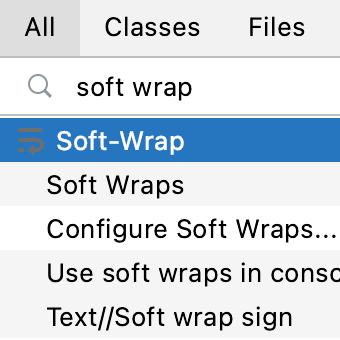 All Classes Files
soft wrap
Soft-Wrap
Soft Wraps
Configure Soft Wraps...
Use soft wraps in conso
Text//Soft wrap sign